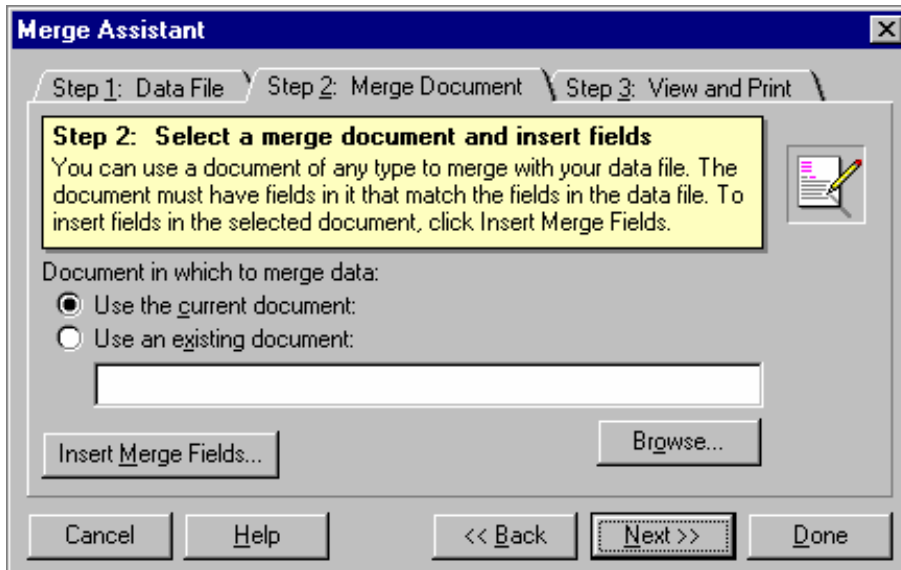 Merge Assistant
Step 1: Data File
Step 2: Merge Document
Step 3: View and Print
Step 2: Select a merge document and insert fields
You can use a document of any type to merge with your data file. The
document must have fields in it that match the fields in the data file. To
insert fields in the selected document, click Insert Merge Fields.
Document in which to merge data:
Use the current document:
Use an existing document:
Insert Merge Fields...
Browse...
Cancel
Help
<< Back
Next >>
Done